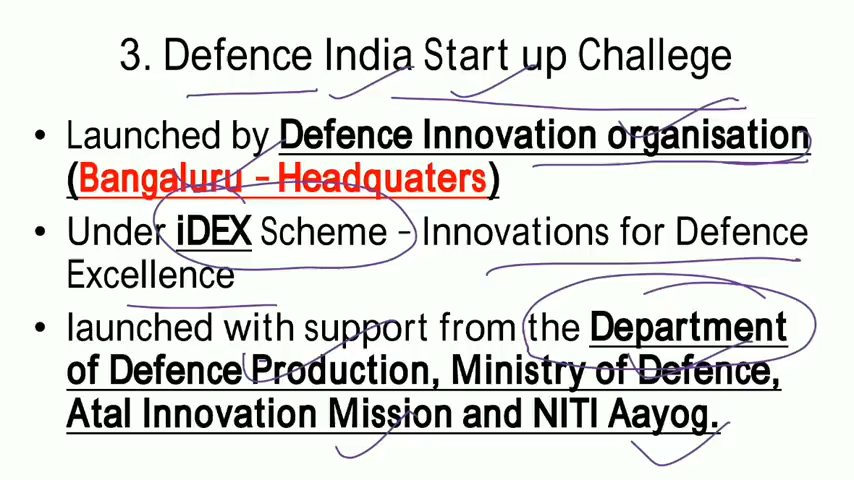 3. Defence India Start up Challege
• Launched by Defence Innovation organisation
(Bangaluru - Headquaters)
• Under iDEX Scheme - Innovations for Defence
Excellence
• launched with support from the Department
of Defence Production, Ministry of Defence,
Atal Innovation Mission and NITI Aayog.